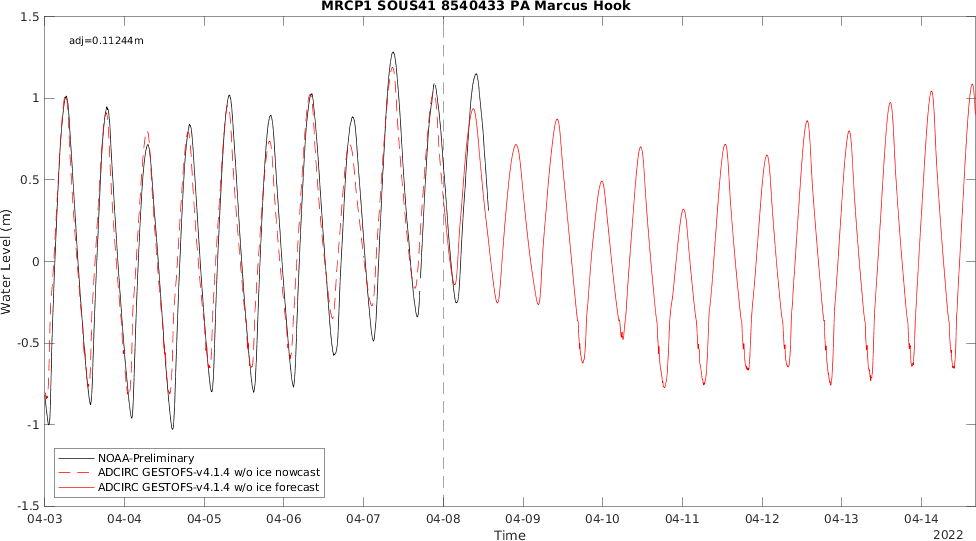 MRCP1 SOUS41 8540433 PA Marcus Hook
adj=0.11244m
1.5
1
0.5
0
-0.5
-1
-1.5
Water Level (m)
NOAA-Preliminary
ADCIRC GESTOFS-v4.1.4 w/o ice nowcast
ADCIRC GESTOFS-v4.1.4 w/o ice forecast
04-03 04-04 04-05 04-06 04-07 04-08 04-09 04-10 04-11 04-12 04-13 04-14
Time
2022